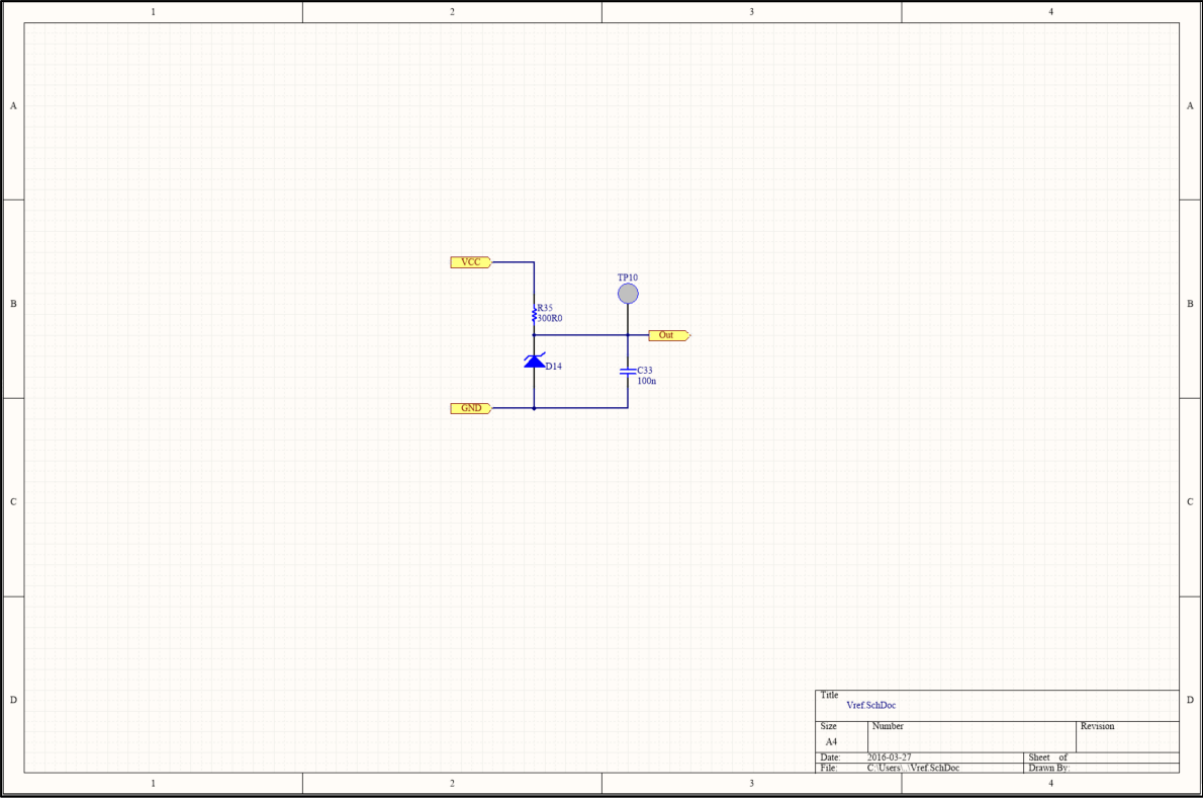 1 2 3 4
A A
VCC
TP10
B B
R35
300R0
Out
D14
C33
100n
GND
C C
Title
Vref.SchDoc
D D
Size Number Revision
A4
Date: 2016-03-27 Sheet of
File: C:\Users\..\Vref.SchDoc Drawn By:
1 2 3 4